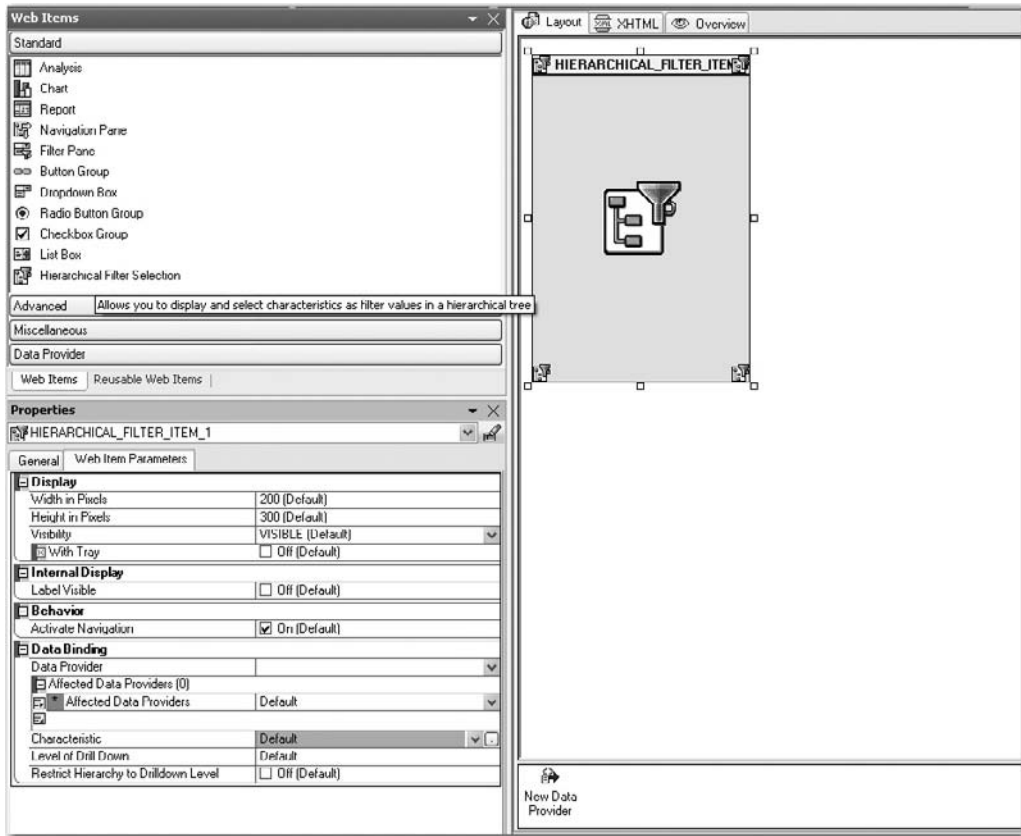 Web Items
Standard
Analysis
Chart
Report
Navigation Pane
Filter Pane
Button Group
Dropdown Box
Radio Button Group
Checkbox Group
List Box
Hierarchical Filter Selection
Advanced
Allows you to display and select characteristics as filter values in a hierarchical tree
Miscellaneous
Data Provider
Web Items
Reusable Web Items
Properties
HIERARCHICAL_FILTER_ITEM_1
General
Web Item Parameters
Display
Width in Pixels 200 (Default)
Height in Pixels 300 (Default)
Visibility VISIBLE (Default)
With Tray Off (Default)
Internal Display
Label Visible Off (Default)
Behavior
Activate Navigation On (Default)
Data Binding
Data Provider
Affected Data Providers (0)
* Affected Data Providers Default
Characteristic Default
Level of Drill Down Default
Restrict Hierarchy to Drilldown Level Off (Default)
Layout
XHTML
Overview
HIERARCHICAL_FILTER_ITEM
New Data
Provider